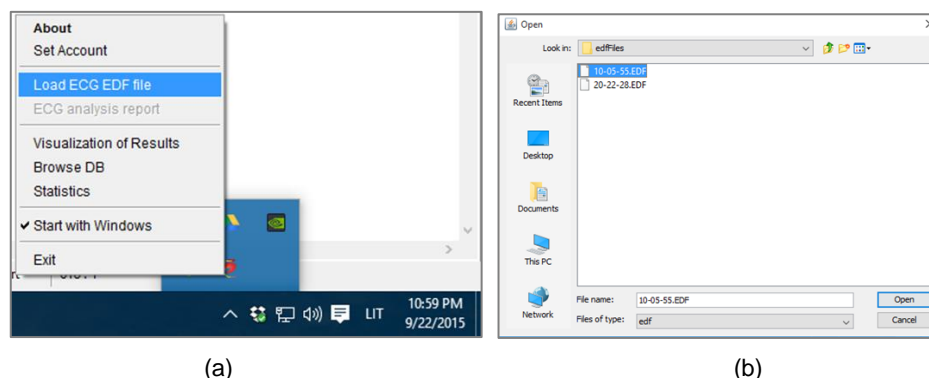 About
Set Account
Load ECG EDF file
ECG analysis report
Visualization of Results
Browse DB
Statistics
Start with Windows
Exit
LIT
10:59 PM
9/22/2015
(a)
Open
Look in:
edfFiles
10-05-55.EDF
20-22-28.EDF
Recent Items
Desktop
Documents
This PC
Network
File name:
10-05-55.EDF
Open
Files of type:
edf
Cancel
(b)